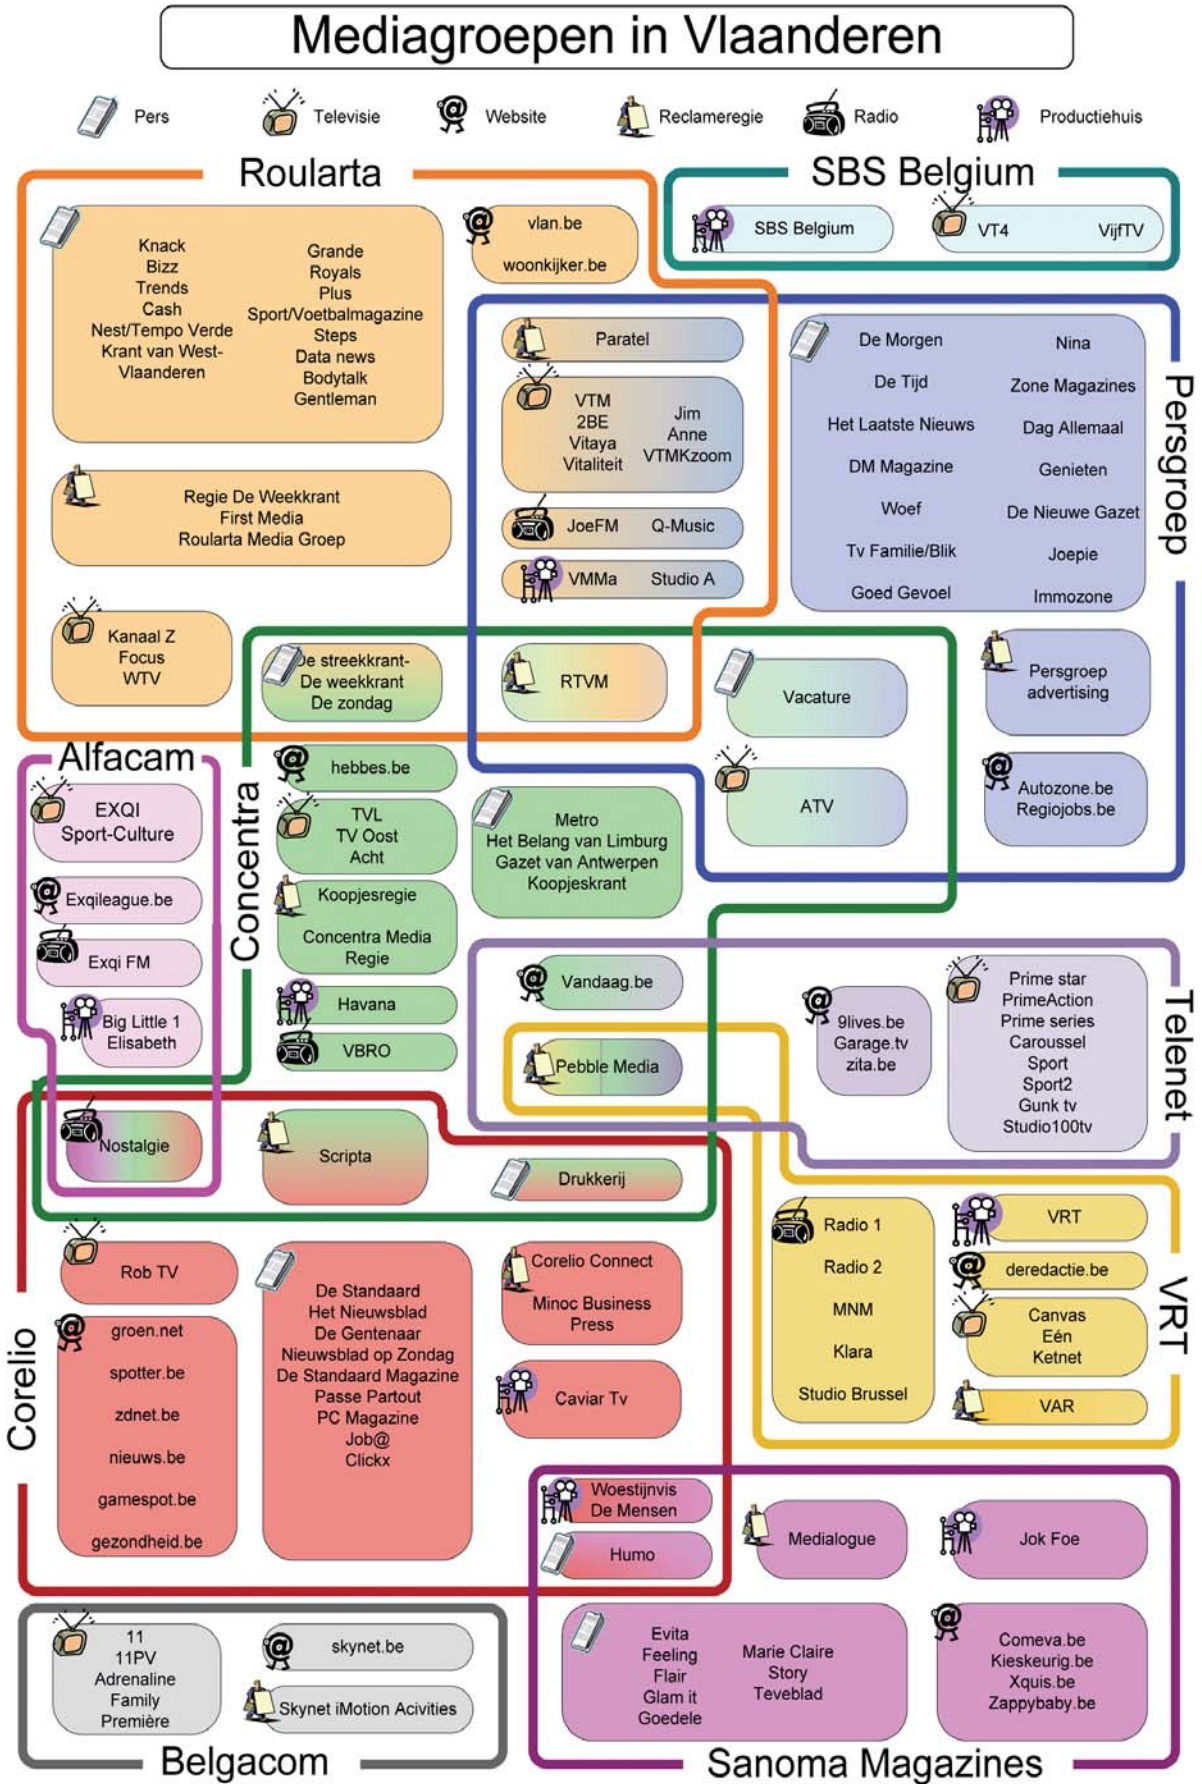 Mediagroepen in Vlaanderen
Pers
Televisie
Website
Reclameregie
Radio
Productiehuis
Roularta
Knack
Bizz
Trends
Cash
Nest/Tempo Verde
Krant van West-
Vlaanderen
Grande
Royals
Plus
Sport/Voetbalmagazine
Steps
Data news
Bodytalk
Gentleman
vlan.be
woonkijker.be
Regie De Weekkrant
First Media
Roularta Media Groep
Kanaal Z
Focus
WTV
SBS Belgium
SBS Belgium
VT4
VijfTV
Paratel
VTM
2BE
Vitaya
Vitaliteit
Jim
Anne
VTMKzoom
JoeFM
Q-Music
VMMa
Studio A
Persgroep
De Morgen
De Tijd
Het Laatste Nieuws
DM Magazine
Woef
Tv Familie/Blik
Goed Gevoel
Nina
Zone Magazines
Dag Allemaal
Genieten
De Nieuwe Gazet
Joepie
Immozone
Persgroep
advertising
Autozone.be
Regiojobs.be
De streekkrant-
De weekkrant
De zondag
RTVM
Vacature
ATV
Alfacam
EXQI
Sport-Culture
Exqileague.be
Exqi FM
Big Little 1
Elisabeth
Concentra
hebbes.be
TVL
TV Oost
Acht
Koopjesregie
Concentra Media
Regie
Havana
VBRO
Metro
Het Belang van Limburg
Gazet van Antwerpen
Koopjeskrant
Telenet
Vandaag.be
Pebble Media
9lives.be
Garage.tv
zita.be
Prime star
PrimeAction
Prime series
Caroussel
Sport
Sport2
Gunk tv
Studio100tv
Nostalgie
Scripta
Drukkerij
VRT
Radio 1
Radio 2
MNM
Klara
Studio Brussel
VRT
deredactie.be
Canvas
Eén
Ketnet
VAR
Corelio
Rob TV
groen.net
spotter.be
zdnet.be
nieuws.be
gamespot.be
gezondheid.be
De Standaard
Het Nieuwsblad
De Gentenaar
Nieuwsblad op Zondag
De Standaard Magazine
Passe Partout
PC Magazine
Job@
Clickx
Corelio Connect
Minoc Business
Press
Caviar Tv
Woestijnvis
De Mensen
Humo
Medialogue
Jok Foe
Evita
Feeling
Flair
Glam it
Goedele
Marie Claire
Story
Teveblad
Comeva.be
Kieskeurig.be
Xquis.be
Zappybaby.be
Sanoma Magazines
11
11PV
Adrenaline
Family
Première
skynet.be
Skynet iMotion Acivities
Belgacom